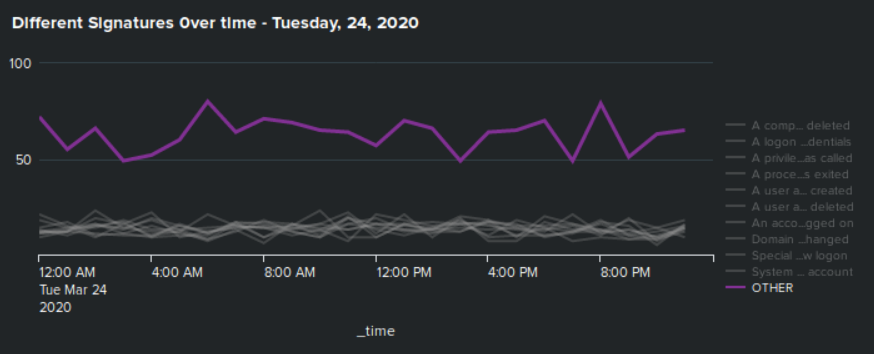 Different Signatures Over time - Tuesday, 24, 2020
100
50
12:00 AM
Tue Mar 24
2020
4:00 AM
8:00 AM
12:00 PM
4:00 PM
8:00 PM
_time
A comp... deleted
A logon ...dentials
A privile...as called
A proce...s exited
A user a... created
A user a... deleted
An acco...gged on
Domain ...hanged
Special ...w logon
System ... account
OTHER